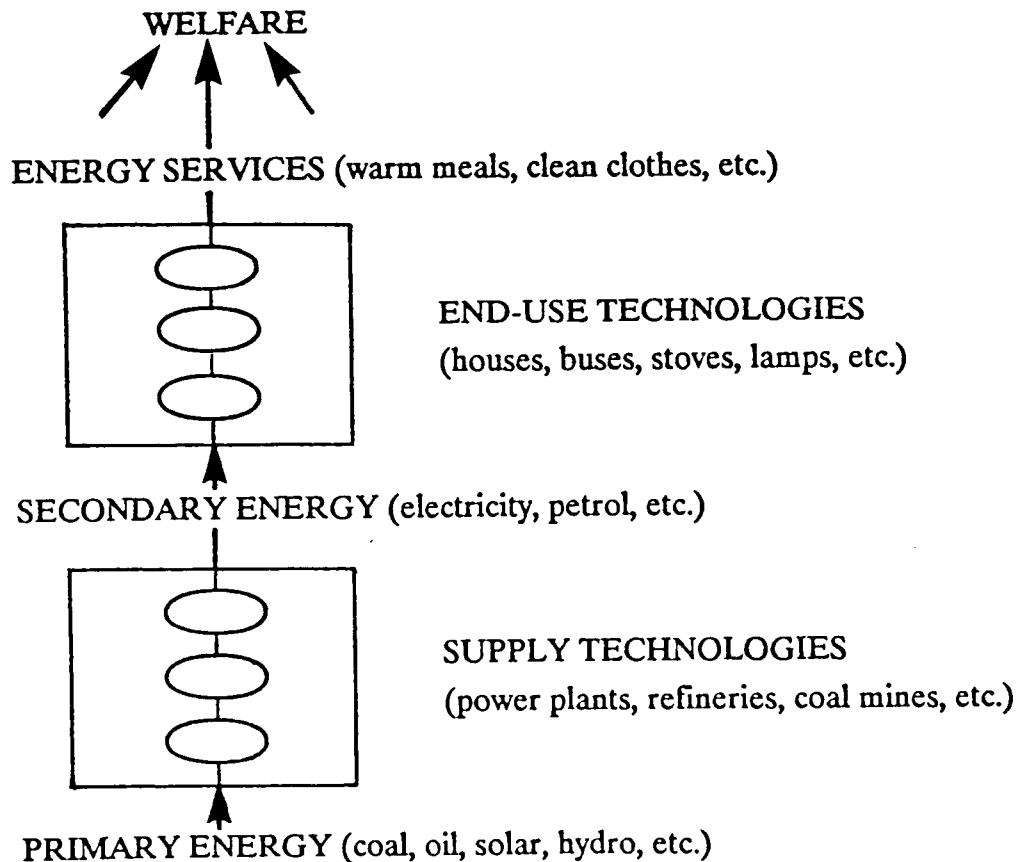 WELFARE
ENERGY SERVICES (warm meals, clean clothes, etc.)
END-USE TECHNOLOGIES
(houses, buses, stoves, lamps, etc.)
SECONDARY ENERGY (electricity, petrol, etc.)
SUPPLY TECHNOLOGIES
(power plants, refineries, coal mines, etc.)
PRIMARY ENERGY (coal, oil, solar, hydro, etc.)